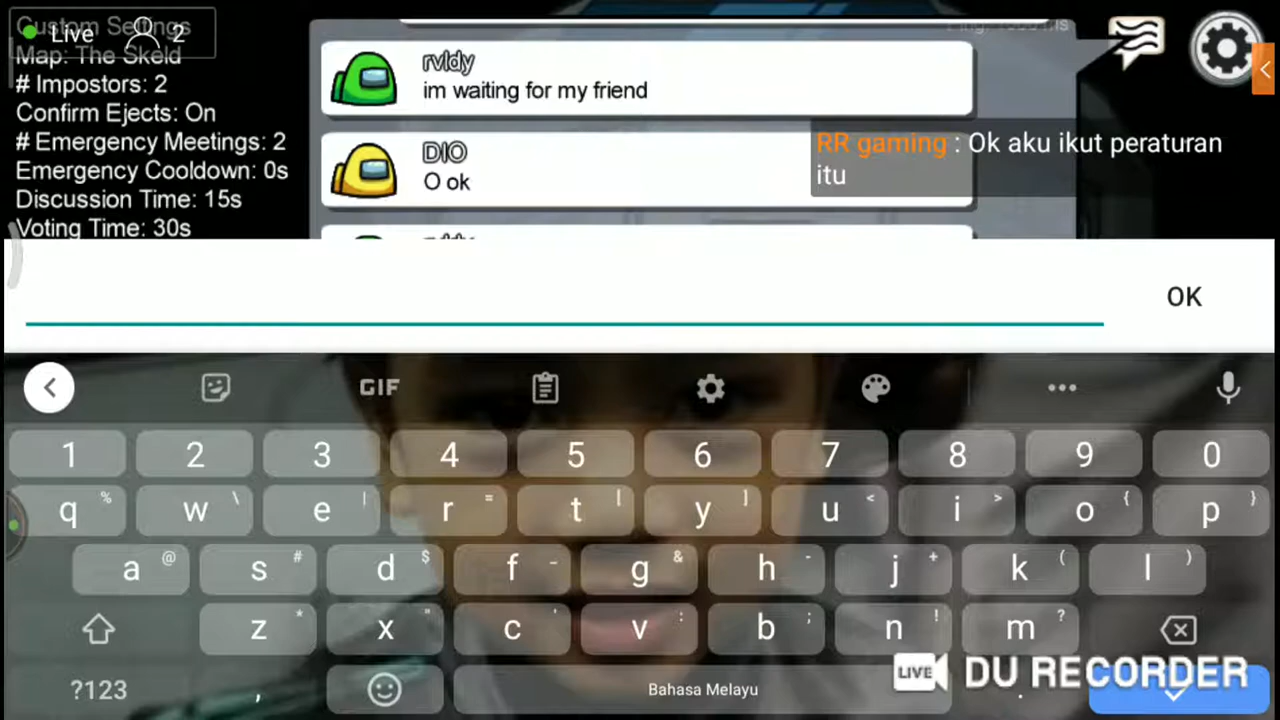 Custom Settings
Live 2
Map: The Skeld
# Impostors: 2
Confirm Ejects: On
# Emergency Meetings: 2
Emergency Cooldown: 0s
Discussion Time: 15s
Voting Time: 30s
rvldy
im waiting for my friend
DIO
O ok
RR gaming : Ok aku ikut peraturan
itu
OK
GIF
1 2 3 4 5 6 7 8 9 0
q % w \ e | r = t [ y ] u < i > o { p }
a @ s # d $ f _ g & h - j + k ( l )
z * x " c ' v : b ; n ! m ?
?123 , Bahasa Melayu .
LIVE DU RECORDER